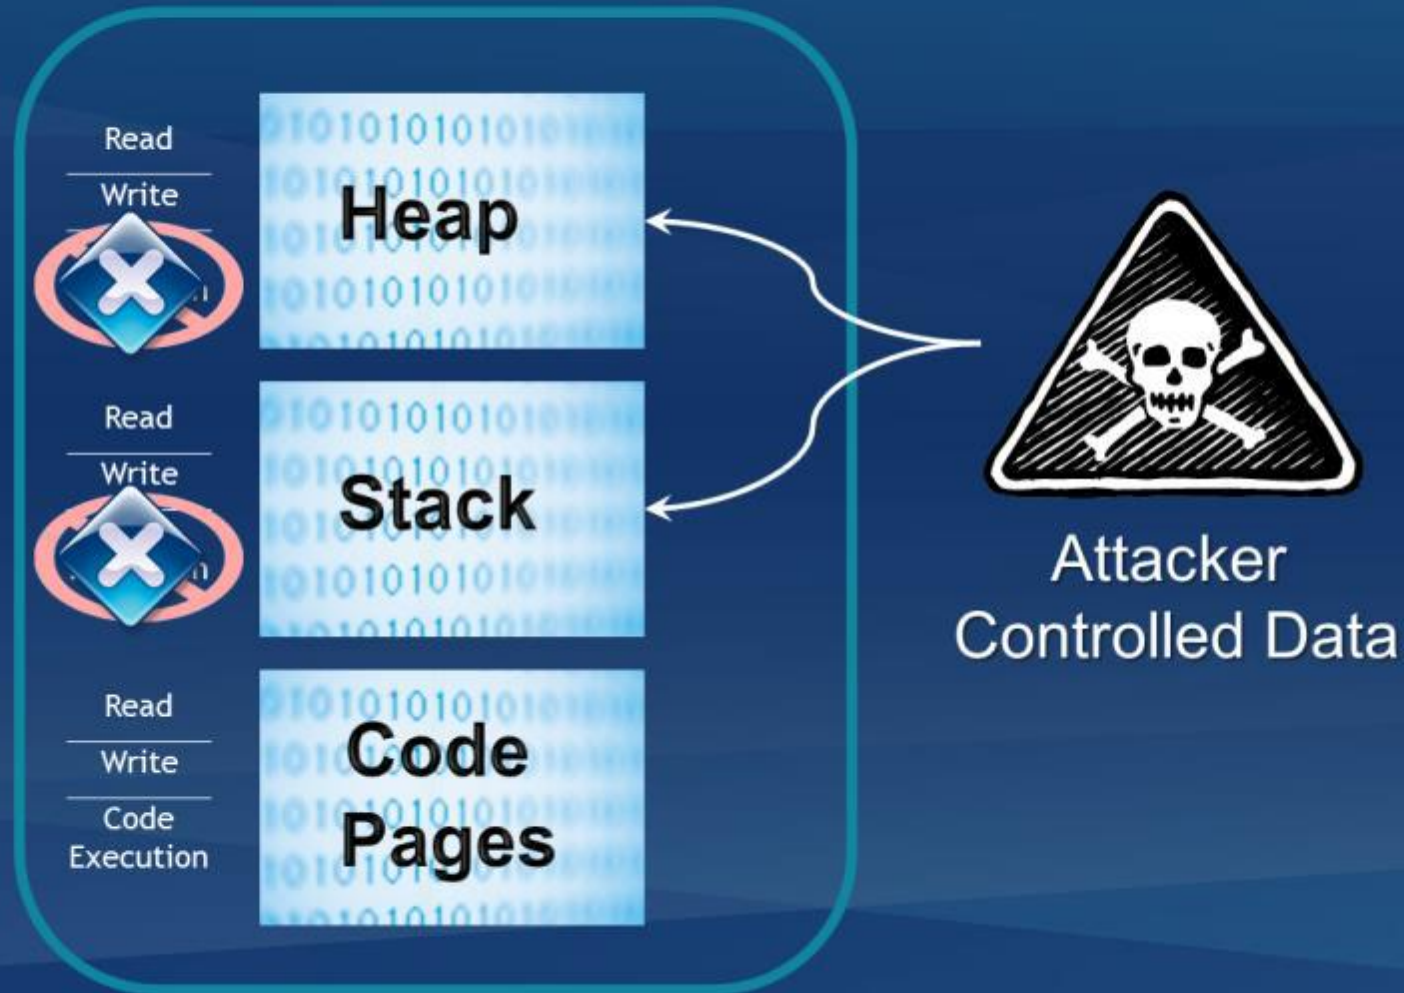 Read
Write
Heap
Read
Write
Stack
Read
Write
Code
Execution
Code
Pages
Attacker
Controlled Data